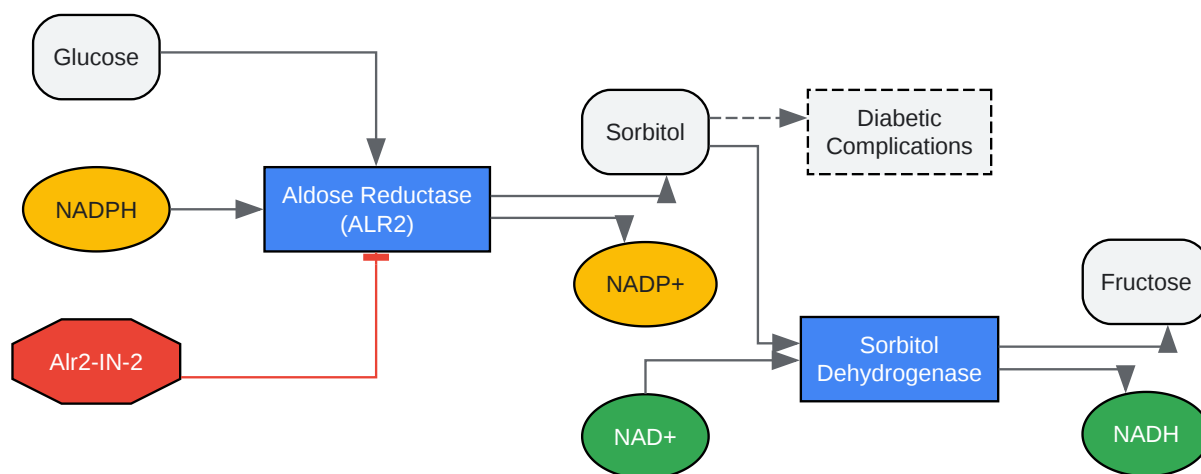 Glucose
Sorbitol
Diabetic
Complications
NADPH
Aldose Reductase
(ALR2)
NADP+
Fructose
Alr2-IN-2
Sorbitol
Dehydrogenase
NAD+
NADH